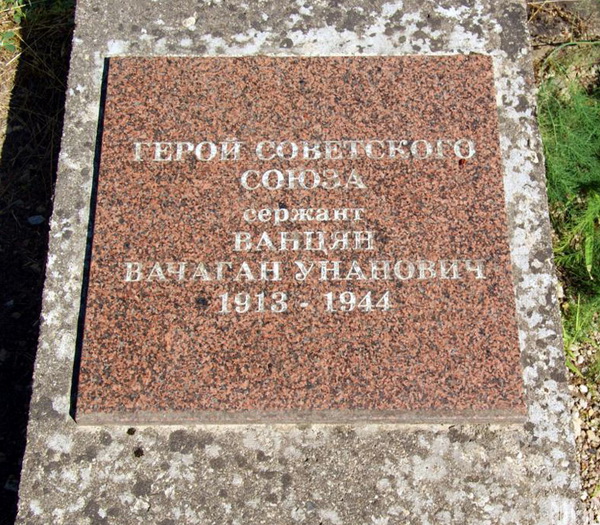 ГЕРОЙ СОВЕТСКОГО
СОЮЗА
сержант
ВАНЦЯН
ВАЧАГАН УНАНОВИЧ
1913 - 1944